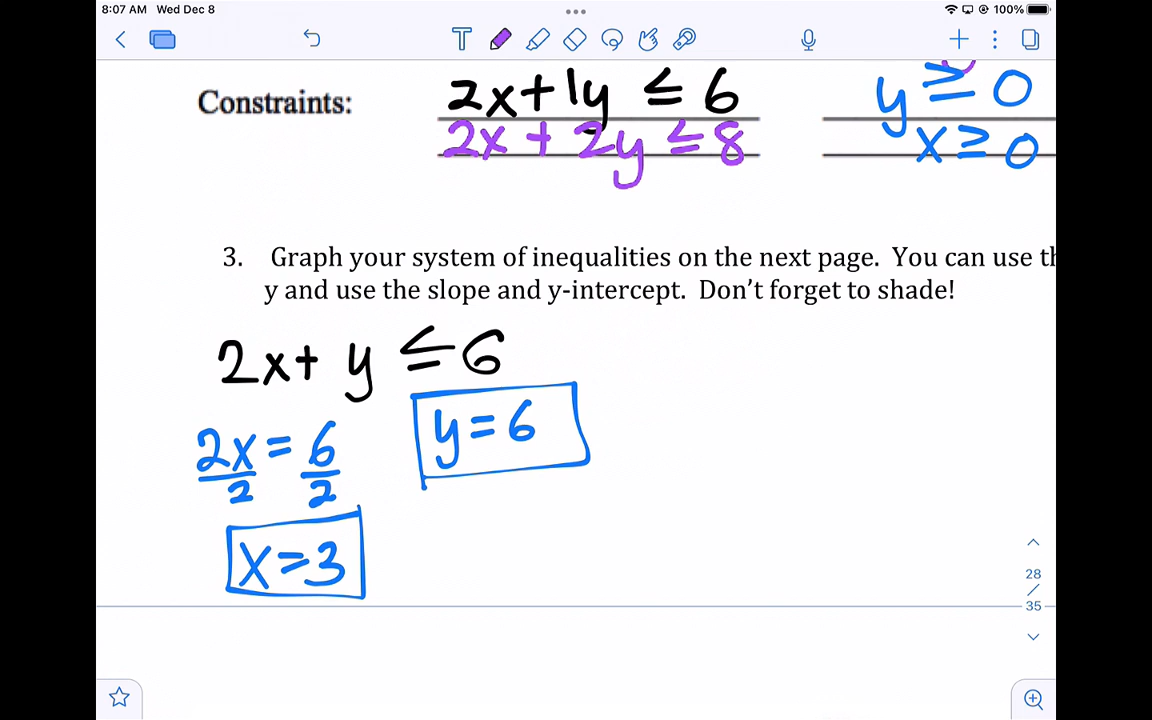 8:07 AM Wed Dec 8
100%
T
Constraints:
2x+1y ≤ 6
y ≥ 0
2x + 2y ≤ 8
x ≥ 0
3. Graph your system of inequalities on the next page. You can use th
y and use the slope and y-intercept. Don't forget to shade!
2x+ y ≤ 6
2x = 6
2 2
y = 6
x = 3
28
/
35